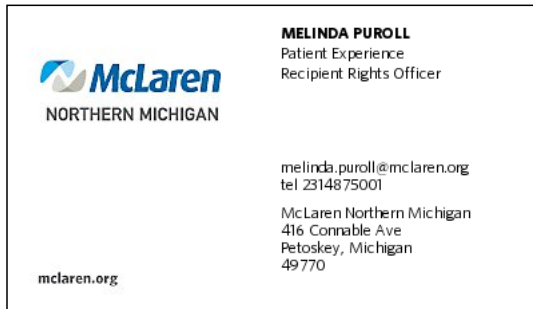 McLaren
NORTHERN MICHIGAN
mclaren.org
MELINDA PUROLL
Patient Experience
Recipient Rights Officer
melinda.puroll@mclaren.org
tel 2314875001
McLaren Northern Michigan
416 Connable Ave
Petoskey, Michigan
49770